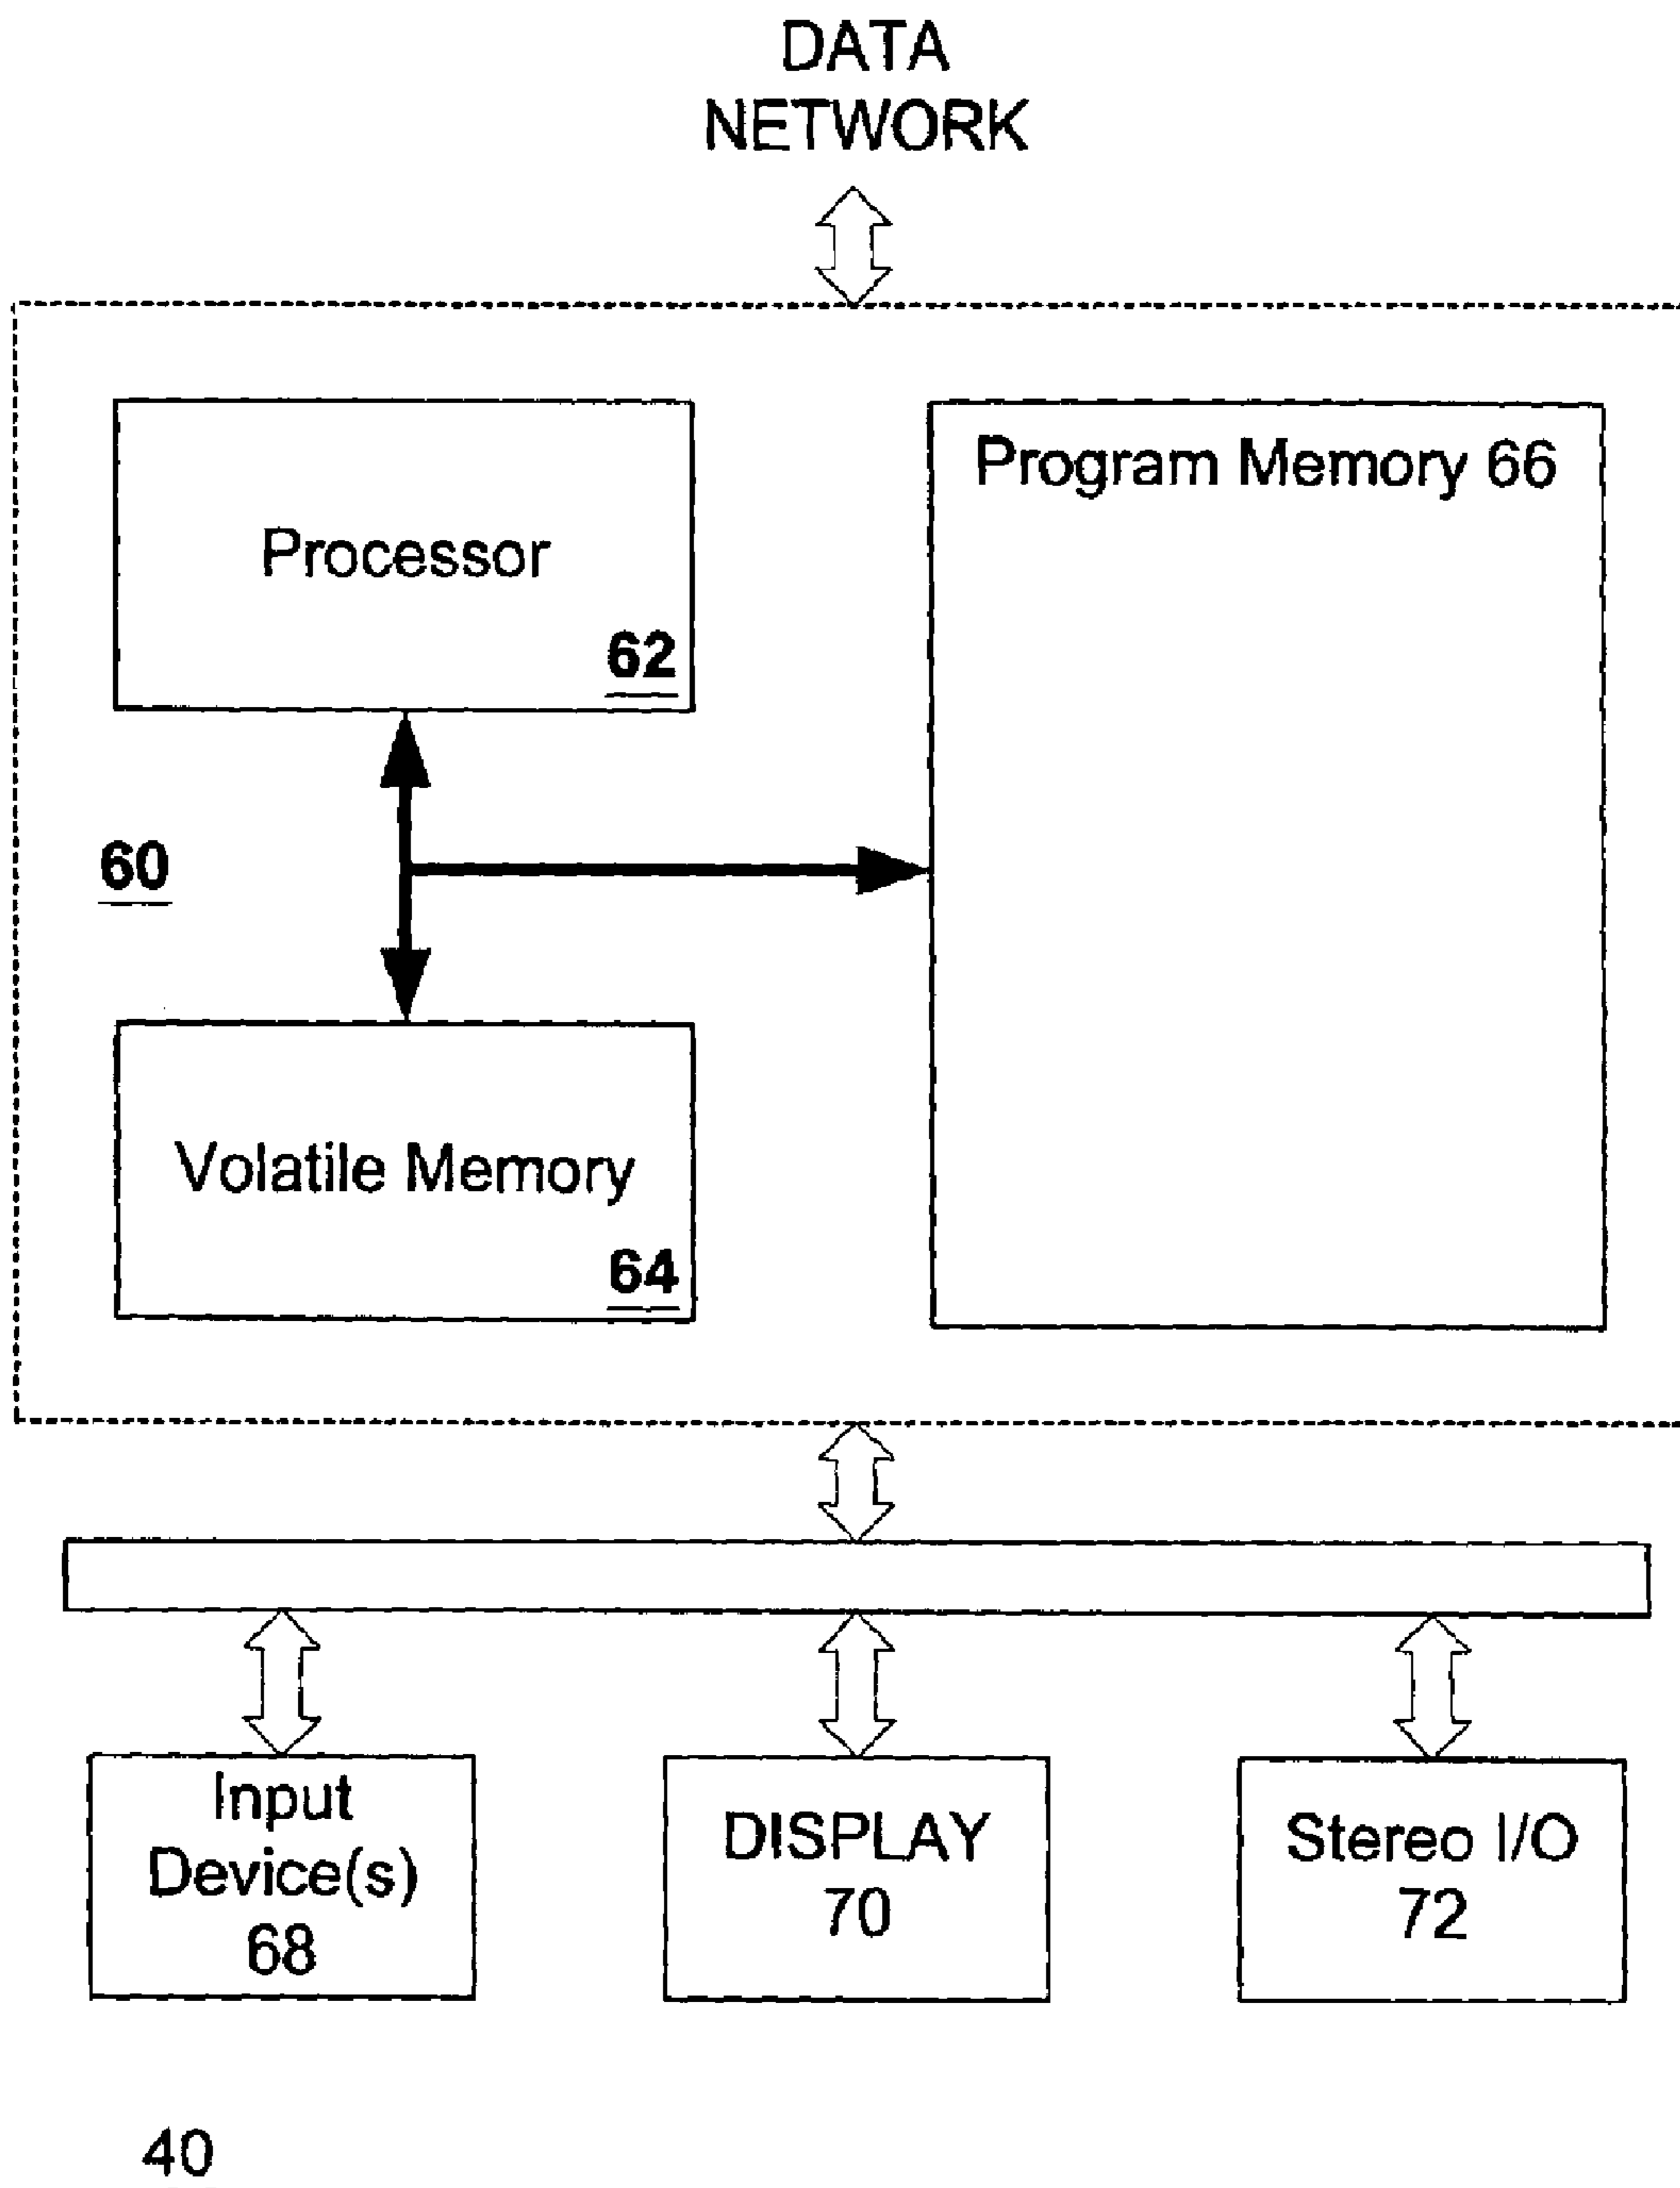 DATA
NETWORK
Processor
62
Program Memory 66
60
Volatile Memory
64
Input
Device(s)
68
DISPLAY
70
Stereo I/O
72
40